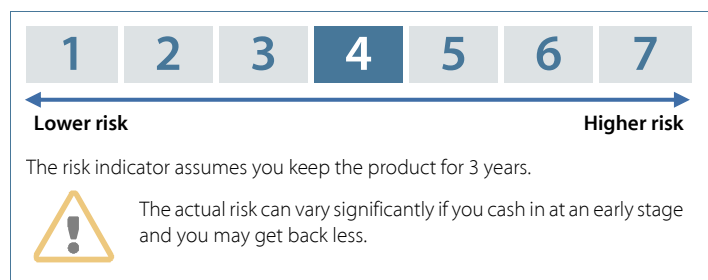 1 2 3 4 5 6 7
Lower risk Higher risk
The risk indicator assumes you keep the product for 3 years.
The actual risk can vary significantly if you cash in at an early stage
and you may get back less.